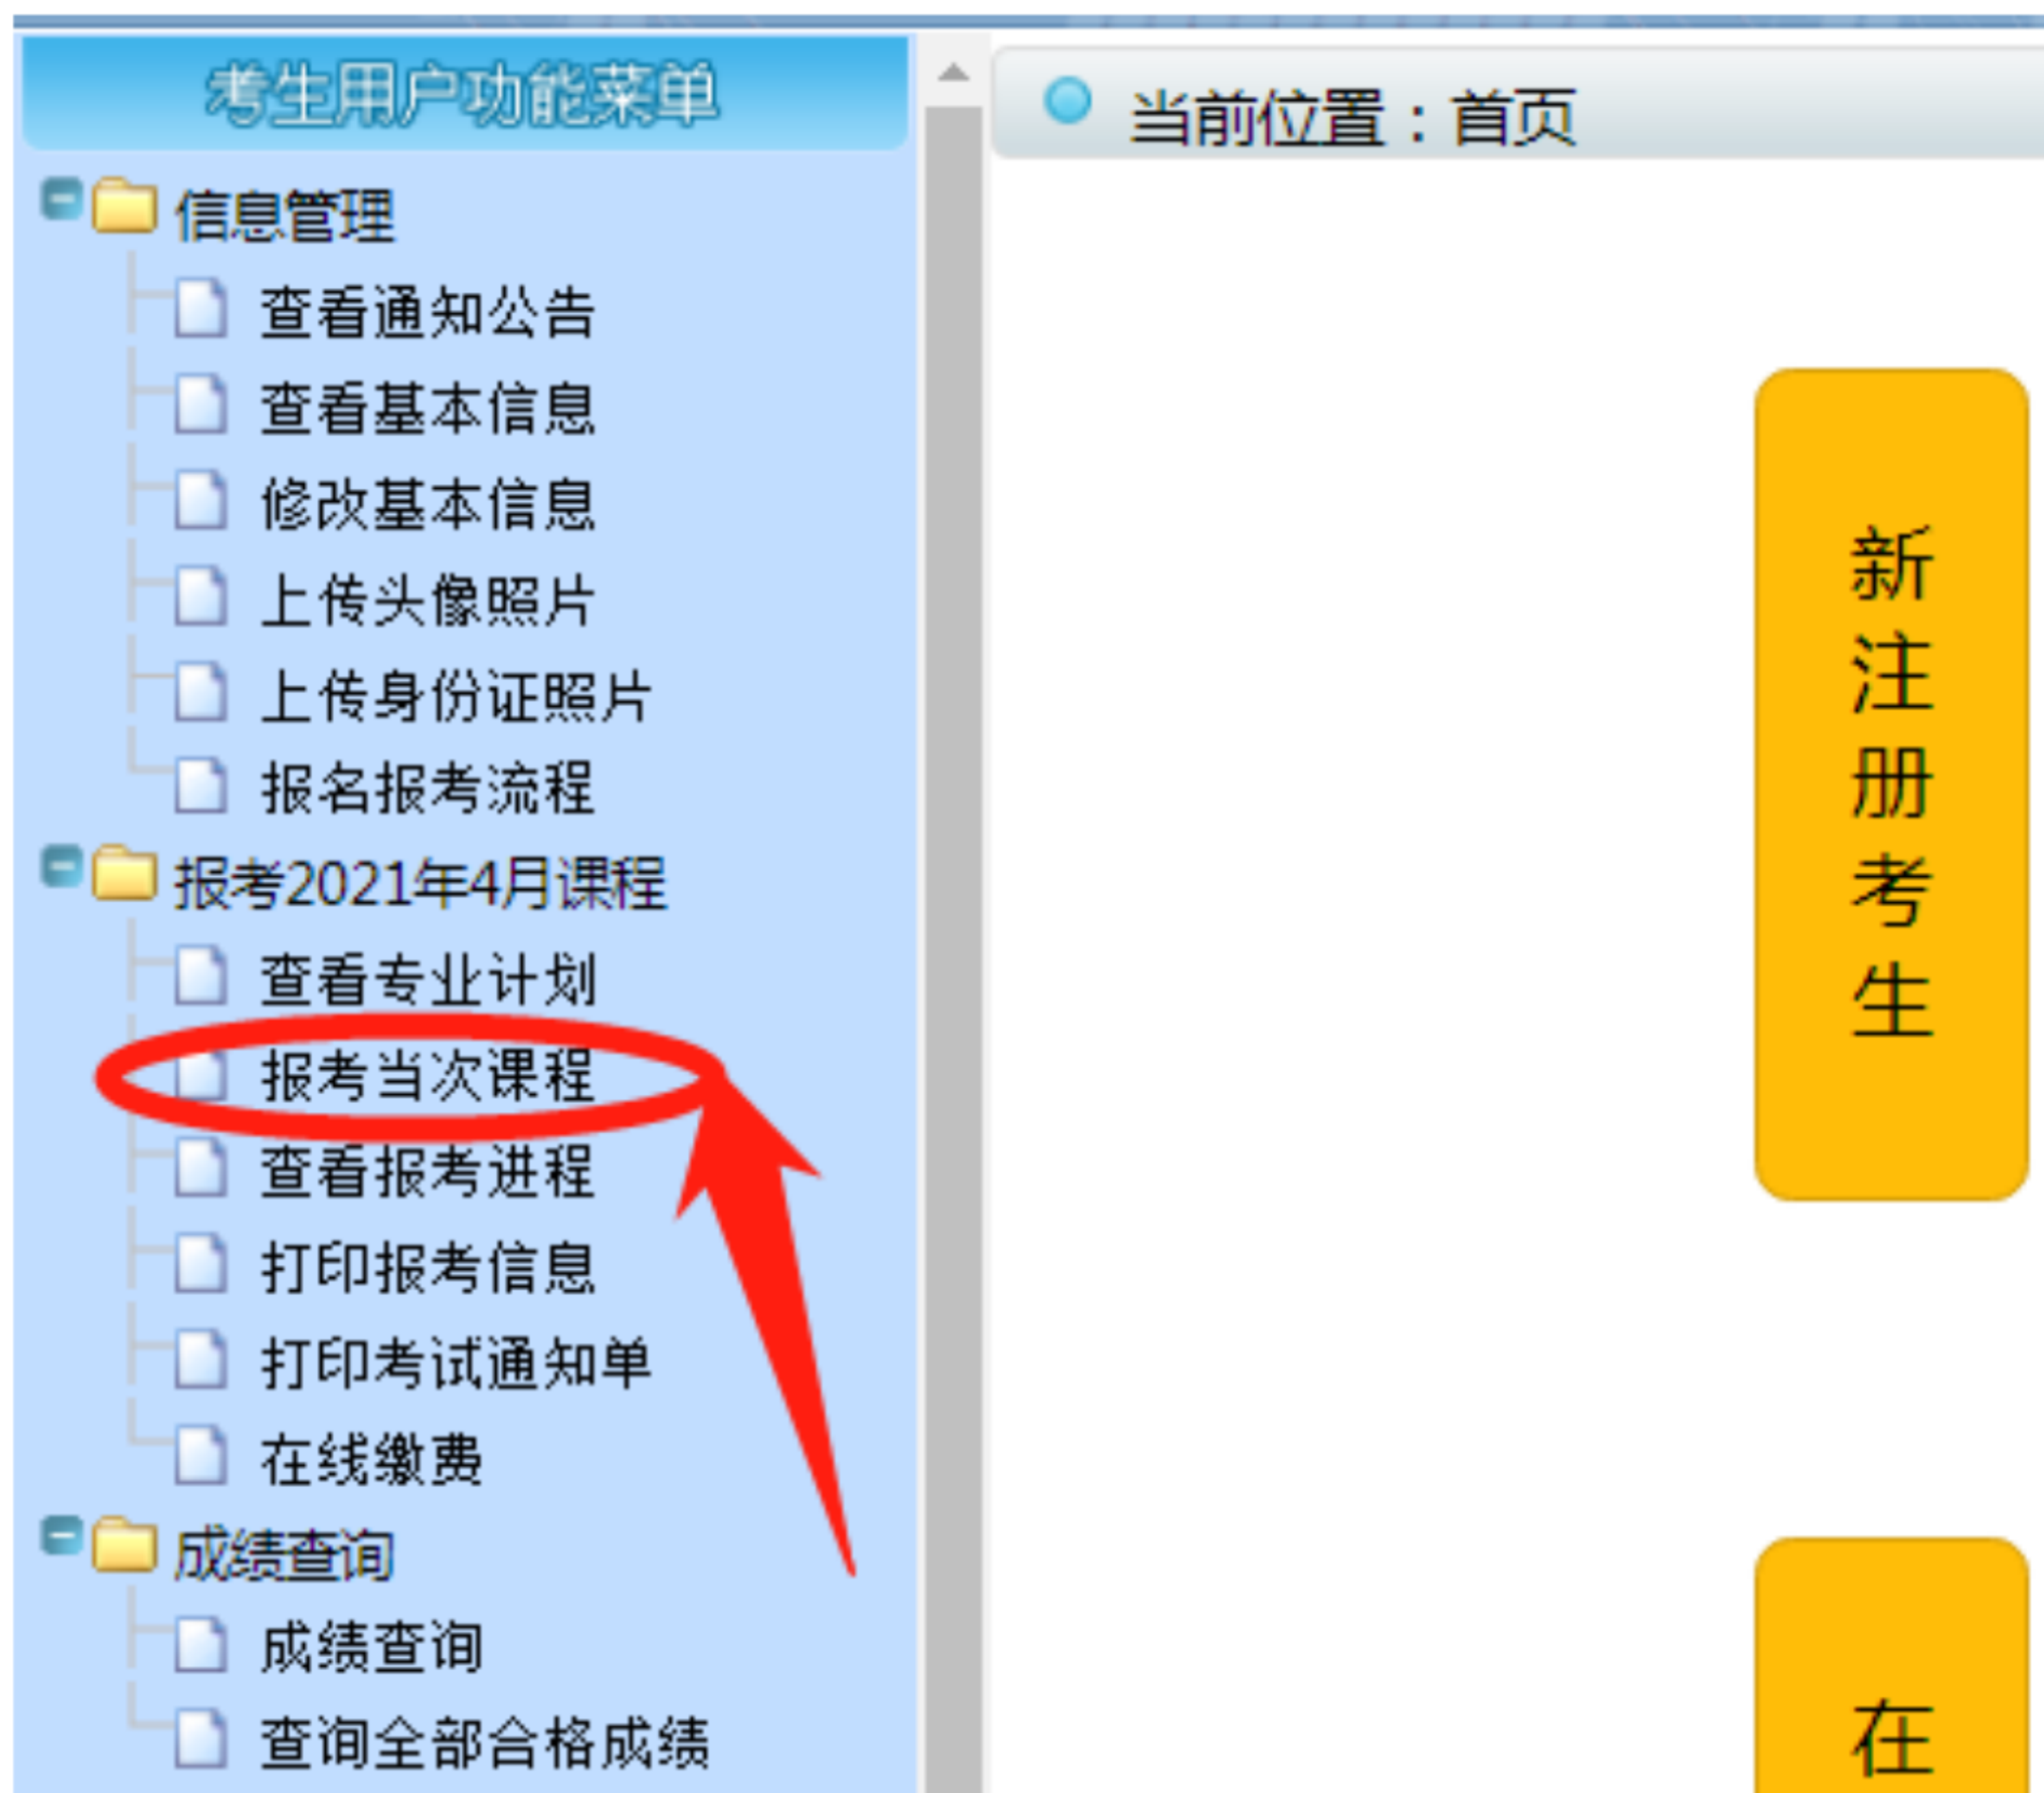 考生用户功能菜单
信息管理
查看通知公告
查看基本信息
修改基本信息
上传头像照片
上传身份证照片
报名报考流程
报考2021年4月课程
查看专业计划
报考当次课程
查看报考进程
打印报考信息
打印考试通知单
在线缴费
成绩查询
成绩查询
查询全部合格成绩
当前位置：首页
新注册考生
在